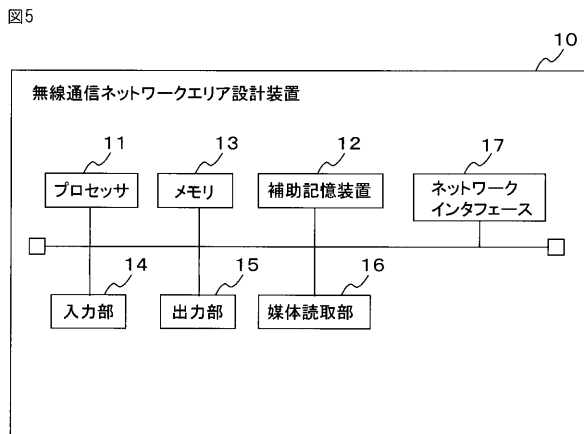 図5
10
無線通信ネットワークエリア設計装置
11
13
12
17
プロセッサ
メモリ
補助記憶装置
ネットワーク
インタフェース
14
15
16
入力部
出力部
媒体読取部